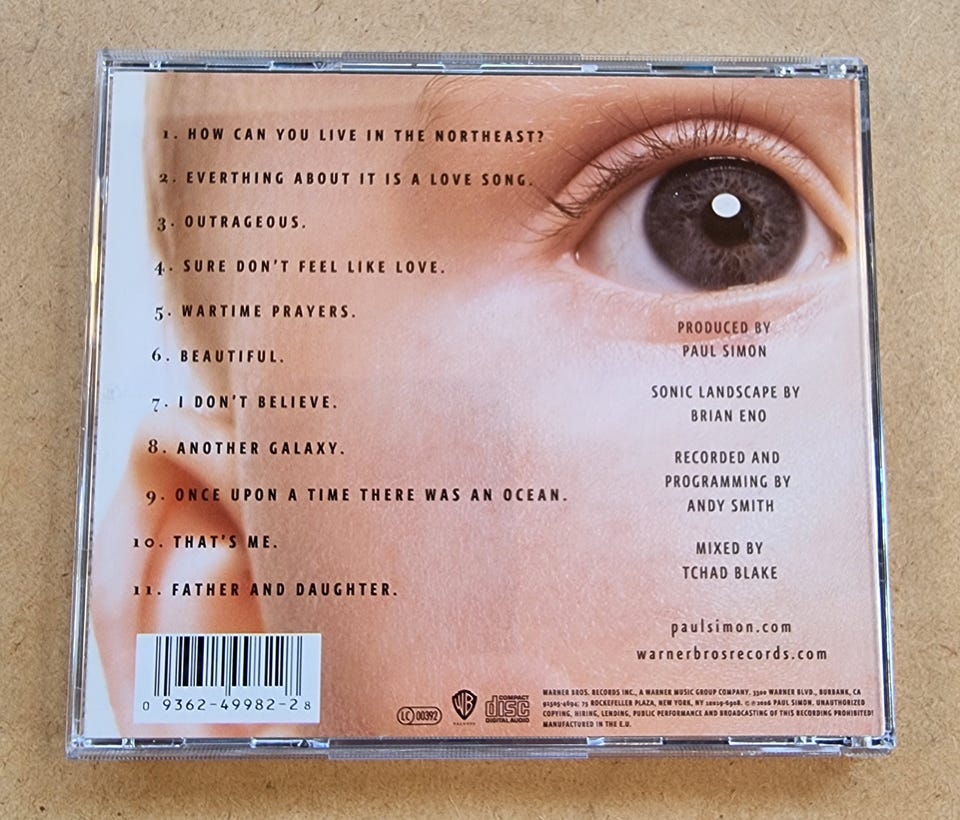 1. HOW CAN YOU LIVE IN THE NORTHEAST?
2. EVERTHING ABOUT IT IS A LOVE SONG.
3. OUTRAGEOUS.
4. SURE DON'T FEEL LIKE LOVE.
5. WARTIME PRAYERS.
6. BEAUTIFUL.
7. I DON'T BELIEVE.
8. ANOTHER GALAXY.
9. ONCE UPON A TIME THERE WAS AN OCEAN.
10. THAT'S ME.
11. FATHER AND DAUGHTER.
PRODUCED BY
PAUL SIMON
SONIC LANDSCAPE BY
BRIAN ENO
RECORDED AND
PROGRAMMING BY
ANDY SMITH
MIXED BY
TCHAD BLAKE
paulsimon.com
warnerbrosrecords.com
0 9362-49982-2 8
LC 00392
WB
COMPACT
disc
DIGITAL AUDIO
WARNER BROS. RECORDS INC., A WARNER MUSIC GROUP COMPANY, 3300 WARNER BLVD., BURBANK, CA
91505-4694; 75 ROCKEFELLER PLAZA, NEW YORK, NY 10019-6908. © ℗ 2006 PAUL SIMON, UNAUTHORIZED
COPYING, HIRING, LENDING, PUBLIC PERFORMANCE AND BROADCASTING OF THIS RECORDING PROHIBITED!
MANUFACTURED IN THE E.U.